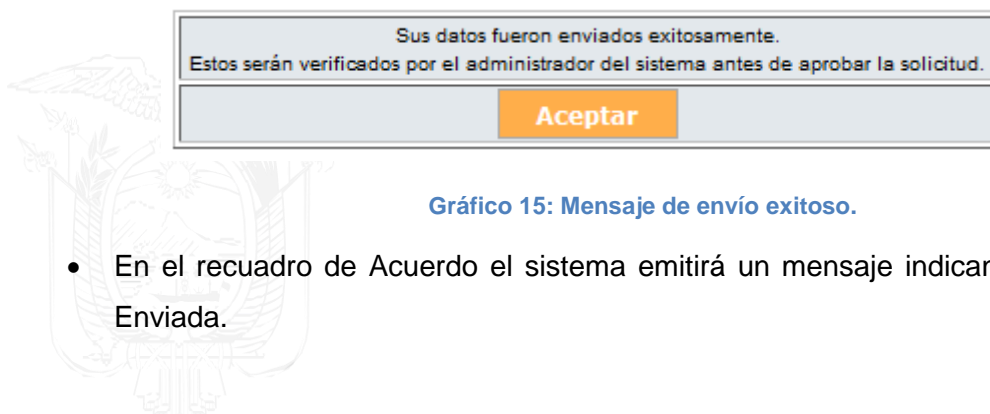 Sus datos fueron enviados exitosamente.
Estos serán verificados por el administrador del sistema antes de aprobar la solicitud.
Aceptar
Gráfico 15: Mensaje de envío exitoso.
• En el recuadro de Acuerdo el sistema emitirá un mensaje
Enviada.